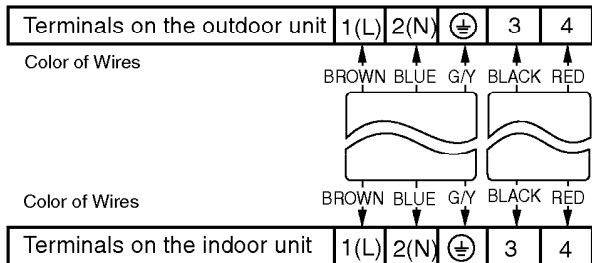 Terminals on the outdoor unit 1(L) 2(N) 3 4
Color of Wires
BROWN BLUE G/Y BLACK RED
BROWN BLUE G/Y BLACK RED
Color of Wires
Terminals on the indoor unit 1(L) 2(N) 3 4